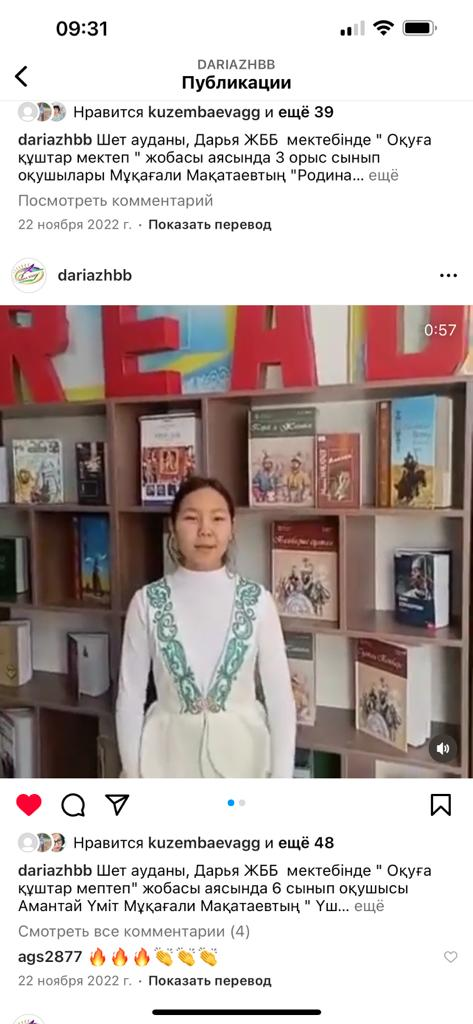 09:31
DARIAZHBB
Публикации
Нравится kuzembaevagg и ещё 39
dariazhbb Шет ауданы, Дарья ЖББ мектебінде " Оқуға
құштар мектеп " жобасы аясында 3 орыс сынып
оқушылары Мұқағали Мақатаевтың "Родина... ещё
Посмотреть комментарий
22 ноября 2022 г. · Показать перевод
dariazhbb
0:57
READ
Нравится kuzembaevagg и ещё 48
dariazhbb Шет ауданы, Дарья ЖББ мектебінде " Оқуға
құштар мептеп" жобасы аясында 6 сынып оқушысы
Амантай Үміт Мұқағали Мақатаевтың " Үш... ещё
Смотреть все комментарии (4)
ags2877 🔥🔥🔥👏👏👏
22 ноября 2022 г. · Показать перевод